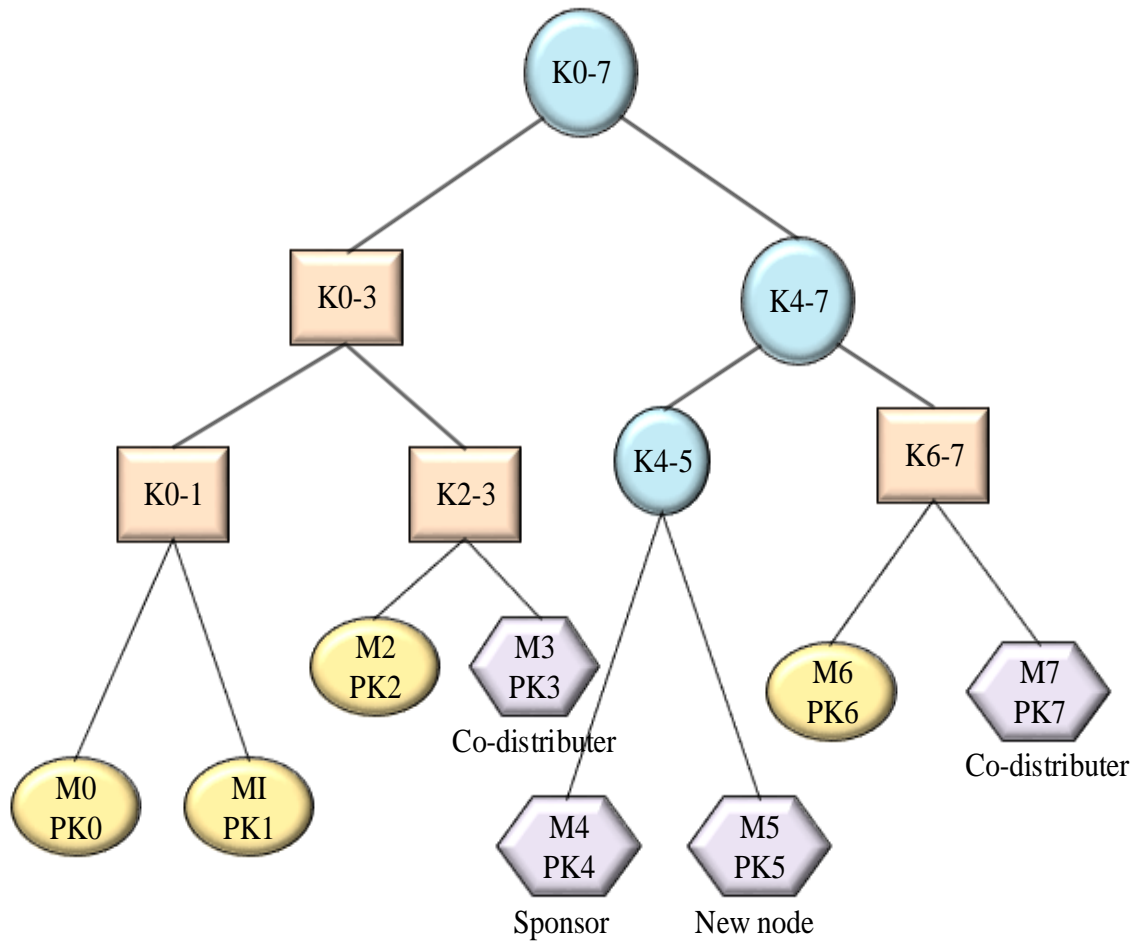 K0-7
K0-3
K4-7
K0-1
K2-3
K4-5
K6-7
M2
PK2
M3
PK3
Co-distributer
M6
PK6
M7
PK7
Co-distributer
M0
PK0
MI
PK1
M4
PK4
Sponsor
M5
PK5
New node